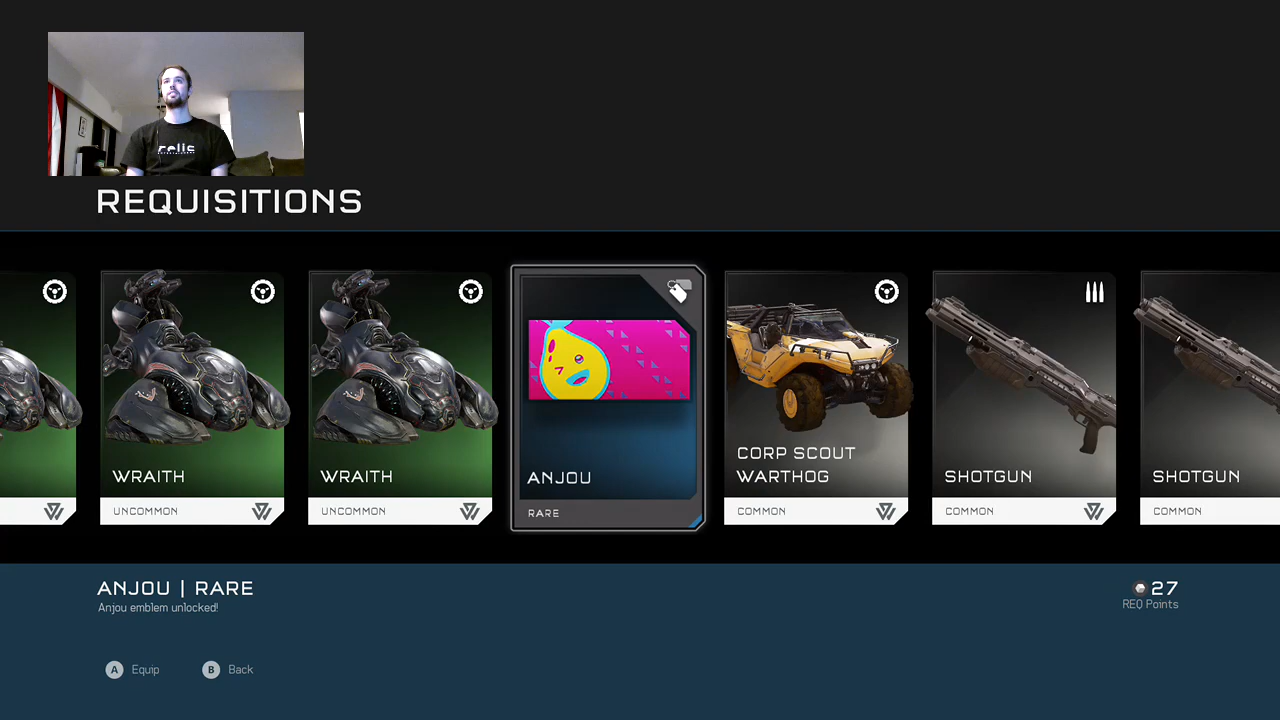 relic
REQUISITIONS
WRAITH
UNCOMMON
WRAITH
UNCOMMON
ANJOU
RARE
CORP SCOUT
WARTHOG
COMMON
SHOTGUN
COMMON
SHOTGUN
COMMON
ANJOU | RARE
Anjou emblem unlocked!
27
REQ Points
A Equip
B Back